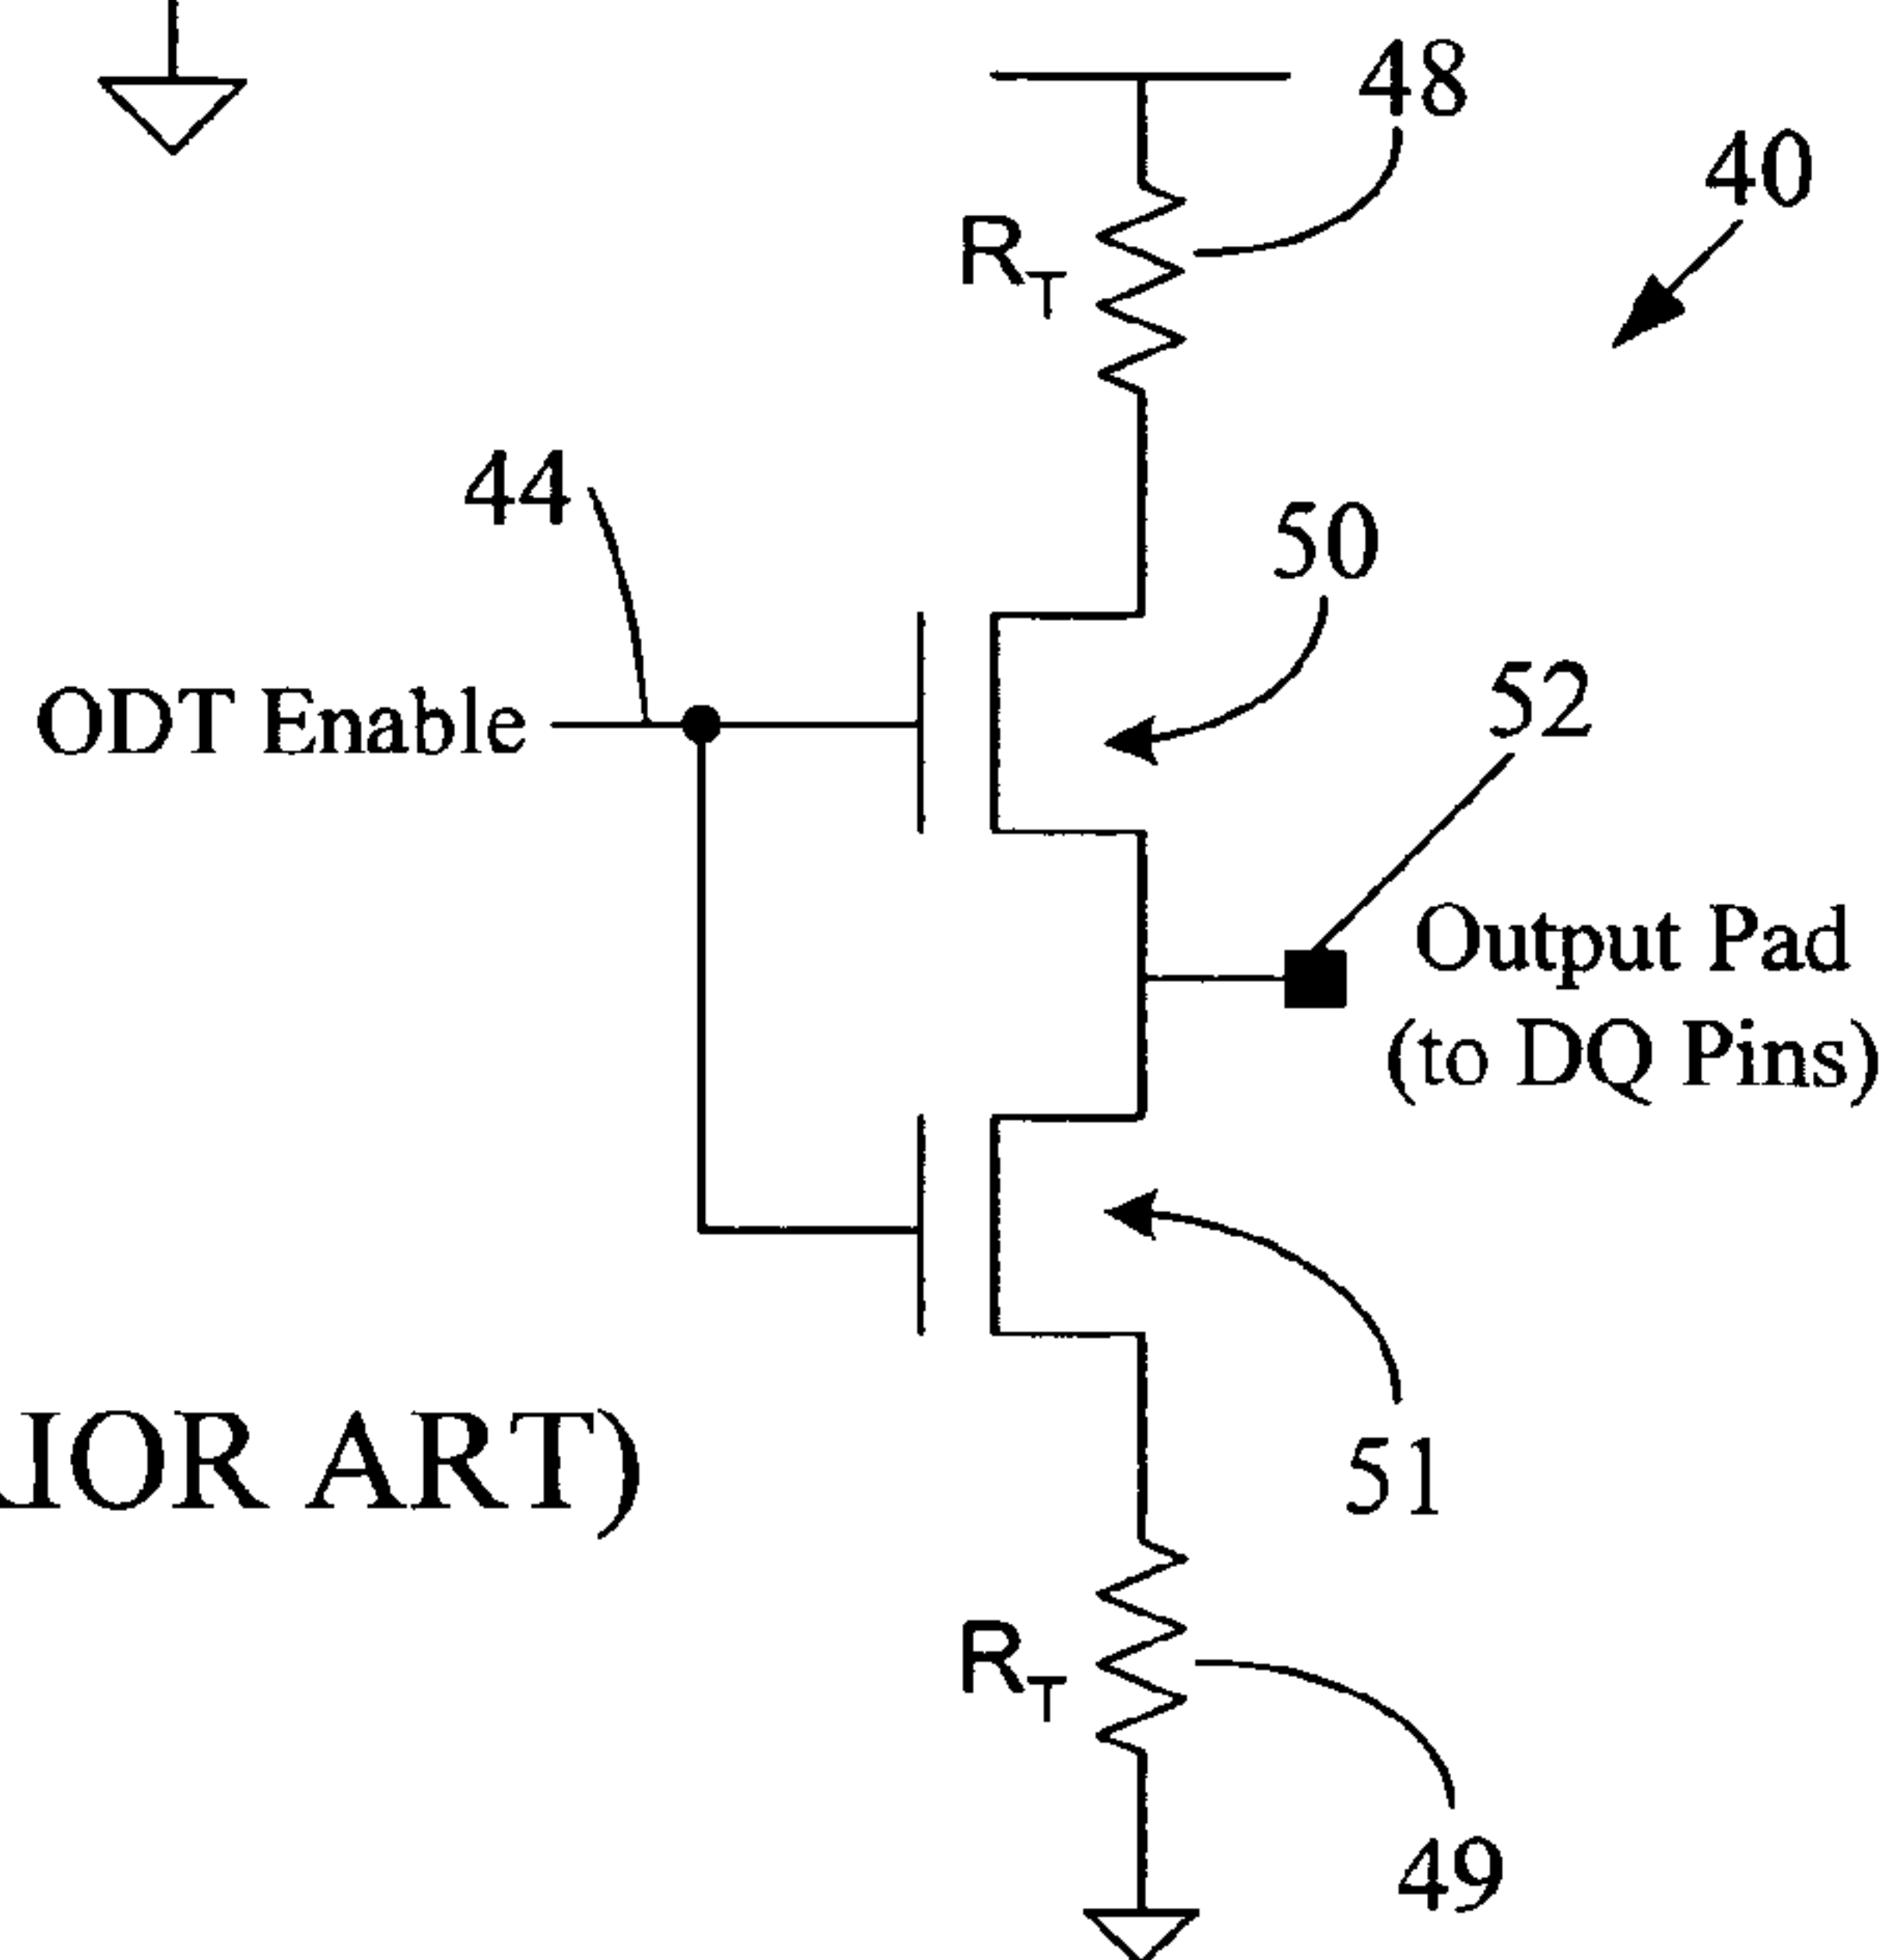 48
40
R_T
44
50
52
ODT Enable
Output Pad
(to DQ Pins)
IOR ART)
51
R_T
49